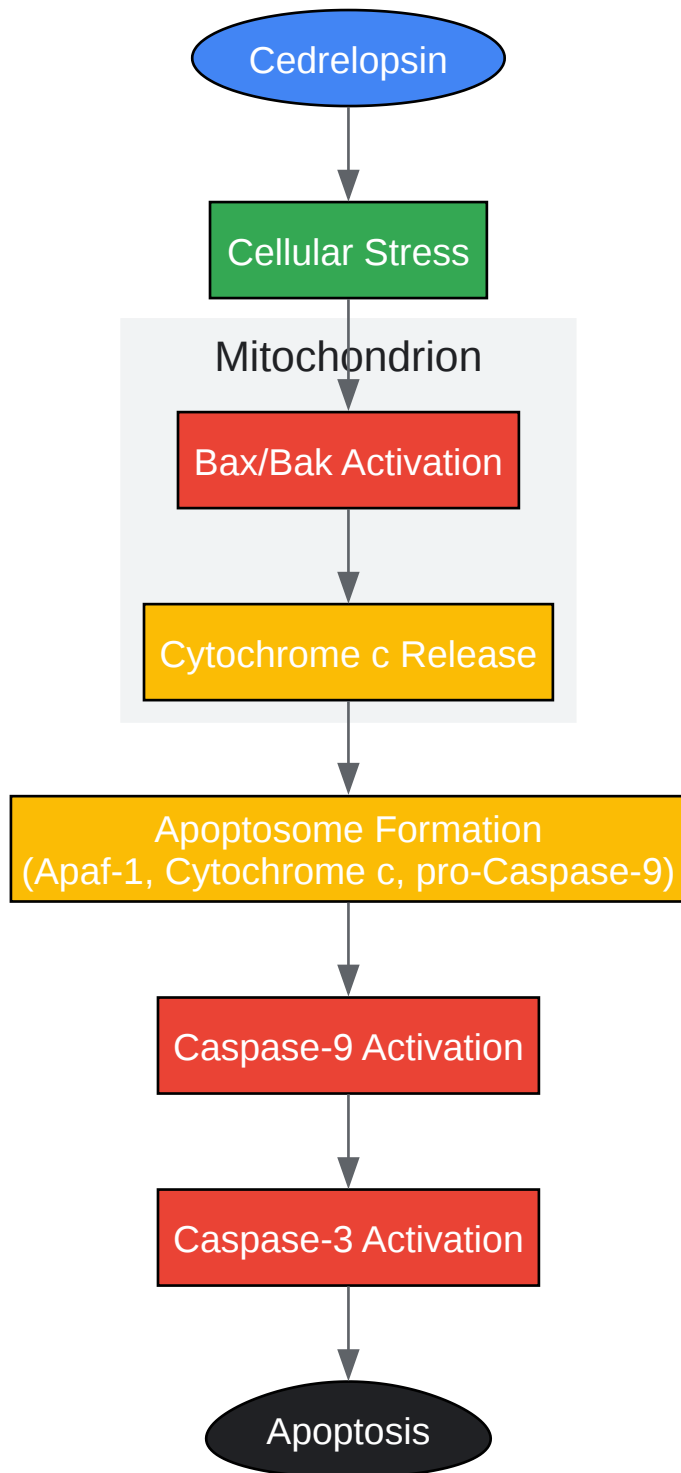 Cedrelopsin
Cellular Stress
Mitochondrion
Bax/Bak Activation
Cytochrome c Release
Apoptosome Formation
(Apaf-1, Cytochrome c, pro-Caspase-9)
Caspase-9 Activation
Caspase-3 Activation
Apoptosis